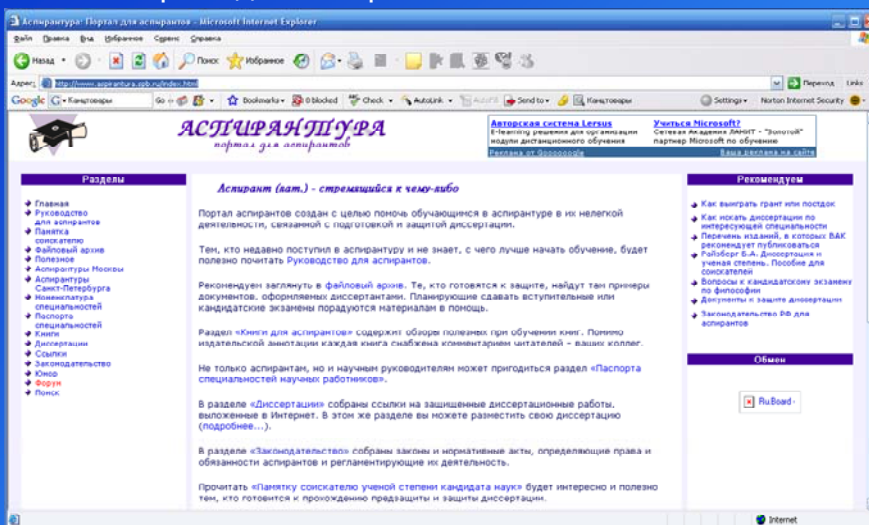 Аспирантура: Портал для аспирантов - Microsoft Internet Explorer
Файл Правка Вид Избранное Сервис Справка
Назад Поиск Избранное
Адрес: http://www.aspirantura.spb.ru/index.html Переход Links
Google G Канцтовары Go Bookmarks 0 blocked Check AutoLink AutoFill Send to Канцтовары Settings Norton Internet Security
АСПИРАНТУРА
портал для аспирантов
Авторская система Lersus
E-learning решения для организации
модули дистанционного обучения
Учиться Microsoft?
Сетевая Академия ЛАНИТ - "Золотой"
партнер Microsoft по обучению
Реклама от Goooooogle
Ваша реклама на сайте
Разделы
Главная
Руководство
для аспирантов
Памятка
соискателю
Файловый архив
Полезное
Аспирантуры Москвы
Аспирантуры
Санкт-Петербурга
Номенклатура
специальностей
Паспорта
специальностей
Книги
Диссертации
Ссылки
Законодательство
Юмор
Форум
Поиск
Аспирант (лат.) - стремящийся к чему-либо
Портал аспирантов создан с целью помочь обучающимся в аспирантуре в их нелегкой
деятельности, связанной с подготовкой и защитой диссертации.
Тем, кто недавно поступил в аспирантуру и не знает, с чего лучше начать обучение, будет
полезно почитать Руководство для аспирантов.
Рекомендуем заглянуть в файловый архив. Те, кто готовятся к защите, найдут там примеры
документов, оформляемых диссертантами. Планирующие сдавать вступительные или
кандидатские экзамены порадуются материалам в помощь.
Раздел «Книги для аспирантов» содержит обзоры полезных при обучении книг. Помимо
издательской аннотации каждая книга снабжена комментарием читателей - ваших коллег.
Не только аспирантам, но и научным руководителям может пригодиться раздел «Паспорта
специальностей научных работников».
В разделе «Диссертации» собраны ссылки на защищенные диссертационные работы,
выложенные в Интернет. В этом же разделе вы можете разместить свою диссертацию
(подробнее...).
В разделе «Законодательство» собраны законы и нормативные акты, определяющие права и
обязанности аспирантов и регламентирующие их деятельность.
Прочитать «Памятку соискателю ученой степени кандидата наук» будет интересно и полезно
тем, кто готовится к прохождению предзащиты и защиты диссертации.
Рекомендуем
Как выиграть грант или постдок
Как искать диссертации по
интересующей специальности
Перечень изданий, в которых ВАК
рекомендует публиковаться
Райзберг Б.А. Диссертация и
ученая степень. Пособие для
соискателей
Вопросы к кандидатскому экзамену
по философии
Документы к защите диссертации
Законодательство РФ для
аспирантов
Обмен
Ru.Board
Internet